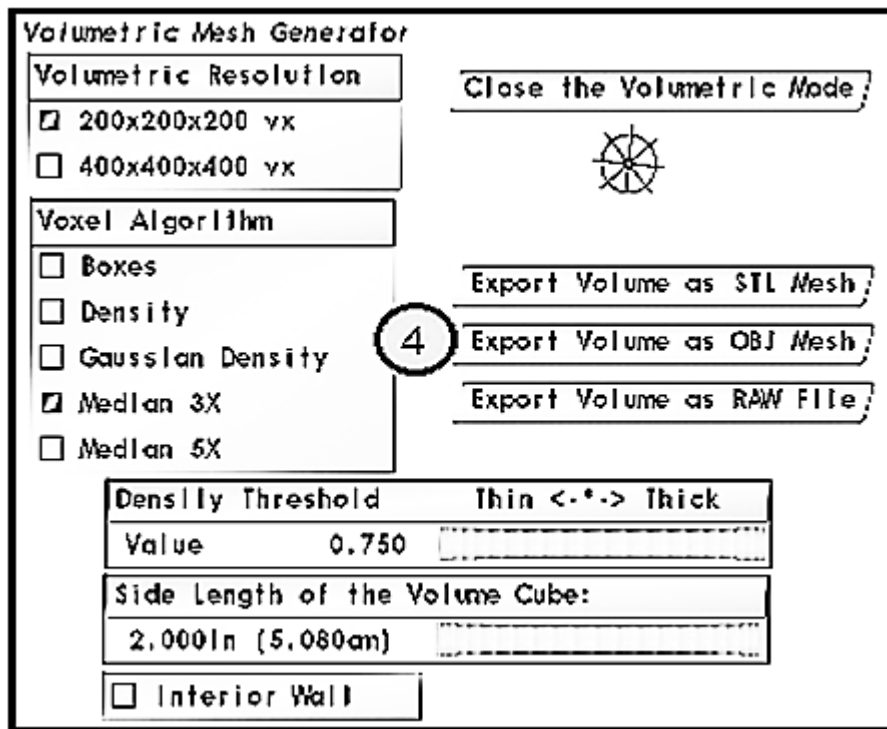 Volumetric Mesh Generator
Volumetric Resolution
200x200x200 vx
400x400x400 vx
Close the Volumetric Mode
Voxel Algorithm
Boxes
Density
Gaussian Density
Median 3X
Median 5X
4
Export Volume as STL Mesh
Export Volume as OBJ Mesh
Export Volume as RAW File
Density Threshold Thin <-*-> Thick
Value 0.750
Side Length of the Volume Cube:
2.000in (5.080cm)
Interior Wall